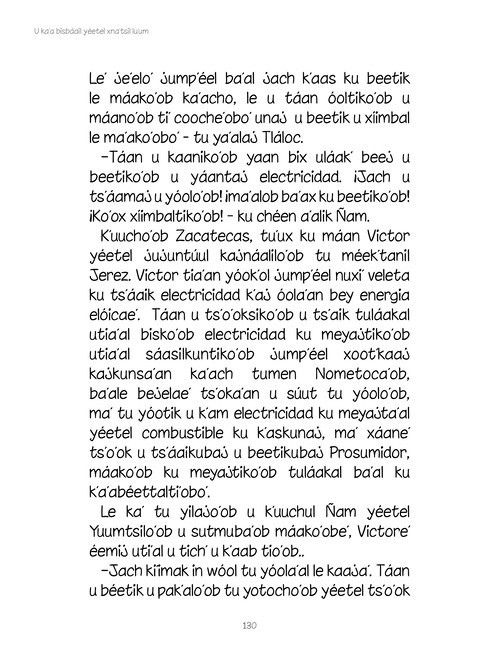 U ka'a bisbáail yéetel xna'tsil lu'um
Le' je'elo' jump'éel ba'al jach k'aas ku beetik
le máako'ob ka'acho, le u táan óoltiko'ob u
máano'ob ti' cooche'obo' unaj u beetik u xíimbal
le ma'ako'obo' - tu ya'alaj Tláloc.
–Táan u kaaniko'ob yaan bix uláak' beej u
beetiko'ob u yáantaj electricidad. ¡Jach u
ts'áamaj u yóolo'ob! ¡ma'alob ba'ax ku beetiko'ob!
¡Ko'ox xíimbaltiko'ob! - ku chéen a'alik Ñam.
K'uucho'ob Zacatecas, tu'ux ku máan Victor
yéetel jujuntúul kajnáalilo'ob tu méek'tanil
Jerez. Victor tia'an yóok'ol jump'éel nuxi' veleta
ku ts'áaik electricidad k'aj óola'an bey energia
elóicae'. Táan u ts'o'oksiko'ob u ts'aik tuláakal
utia'al bisko'ob electricidad ku meyajtiko'ob
utia'al sáasilkuntiko'ob jump'éel xootk'aaj
kajkunsa'an ka'ach tumen Nometoca'ob,
ba'ale bejelae' ts'oka'an u súut tu yóolo'ob,
ma' tu yóotik u k'am electricidad ku meyajta'al
yéetel combustible ku k'askunaj, ma' xáane'
ts'o'ok u ts'áaikubaj u beetikubaj Prosumidor,
máako'ob ku meyajtiko'ob tuláakal ba'al ku
k'a'abéettalti'obo'.
Le ka' tu yilajo'ob u k'uuchul Ñam yéetel
Yuumtsilo'ob u sutmuba'ob máako'obe', Victore'
éemij uti'al u tich' u k'aab tio'ob..
–Jach kiimak in wóol tu yóola'al le kaaja'. Táan
u béetik u pak'alo'ob tu yotocho'ob yéetel ts'o'ok
130